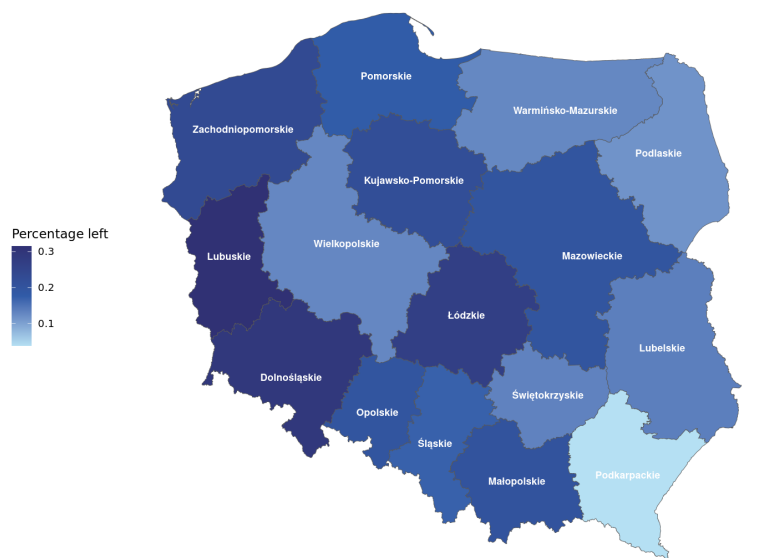 Pomorskie
Warmińsko-Mazurskie
Zachodniopomorskie
Podlaskie
Kujawsko-Pomorskie
Percentage left
0.3
0.2
0.1
Wielkopolskie
Lubuskie
Mazowieckie
Łódzkie
Lubelskie
Dolnośląskie
Świętokrzyskie
Opolskie
Śląskie
Podkarpackie
Małopolskie